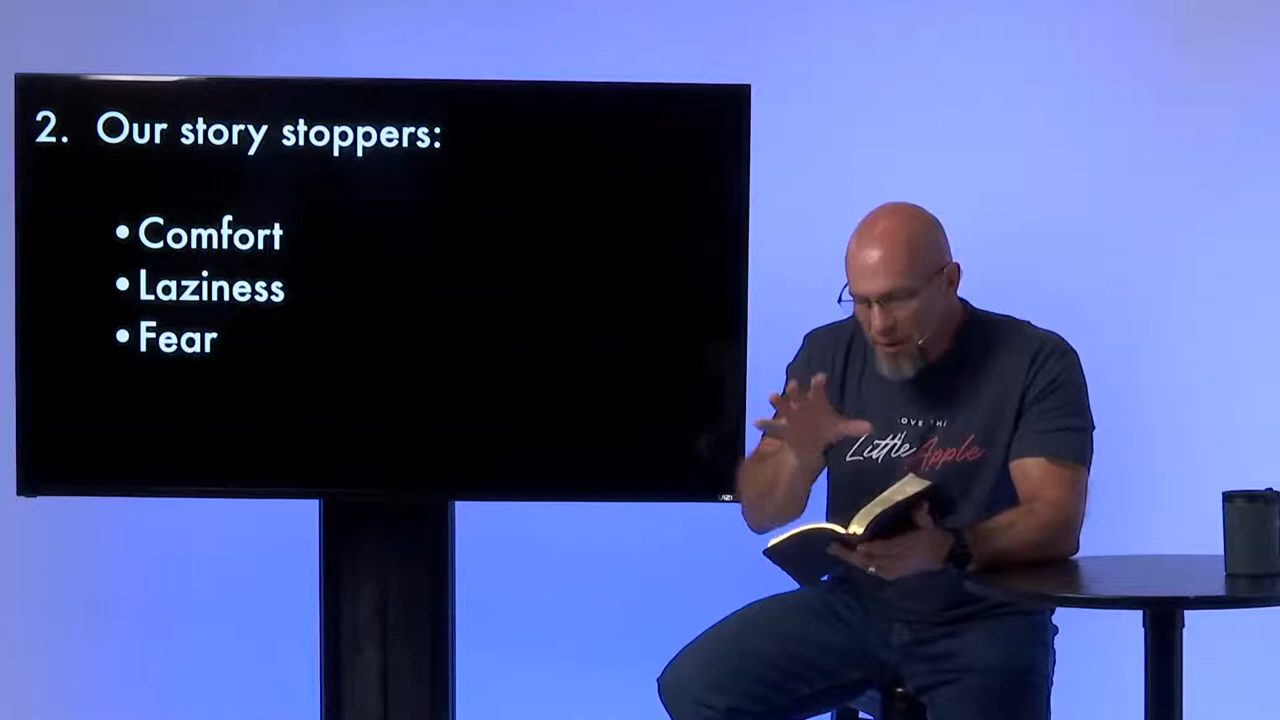 2. Our story stoppers:
• Comfort
• Laziness
• Fear
Little Apple